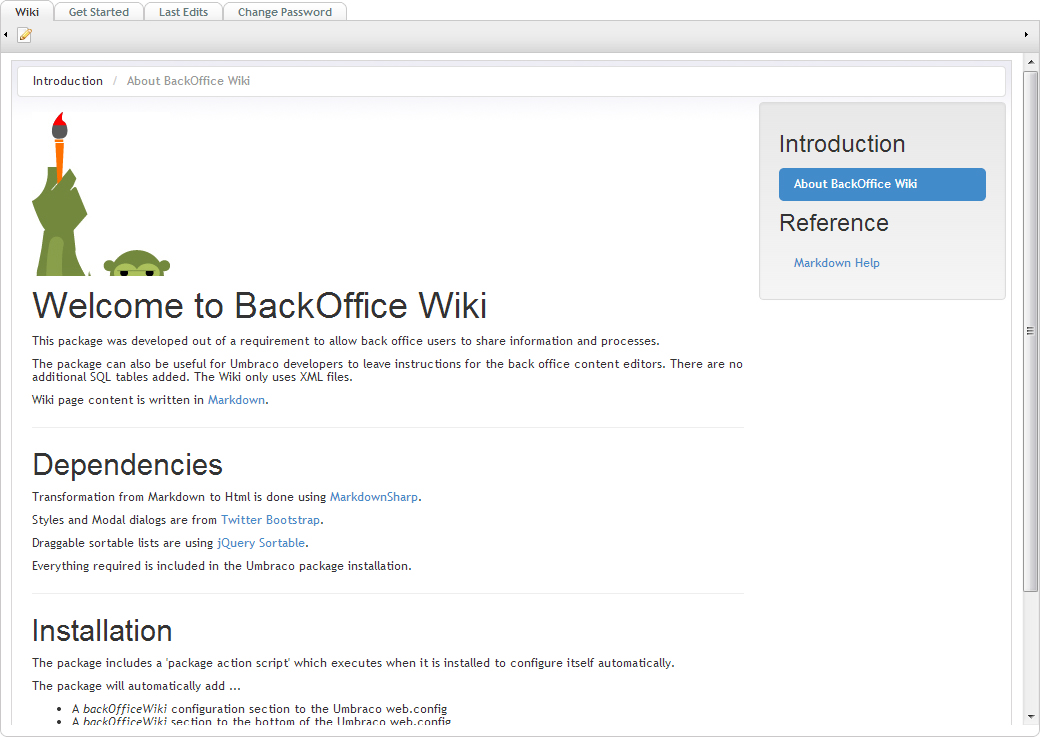 Wiki Get Started Last Edits Change Password
Introduction / About BackOffice Wiki
Introduction
About BackOffice Wiki
Reference
Markdown Help
Welcome to BackOffice Wiki
This package was developed out of a requirement to allow back office users to share information and processes.
The package can also be useful for Umbraco developers to leave instructions for the back office content editors. There are no
additional SQL tables added. The Wiki only uses XML files.
Wiki page content is written in Markdown.
Dependencies
Transformation from Markdown to Html is done using MarkdownSharp.
Styles and Modal dialogs are from Twitter Bootstrap.
Draggable sortable lists are using jQuery Sortable.
Everything required is included in the Umbraco package installation.
Installation
The package includes a 'package action script' which executes when it is installed to configure itself automatically.
The package will automatically add ...
• A backOfficeWiki configuration section to the Umbraco web.config
• A backOfficeWiki section to the bottom of the Umbraco web.config